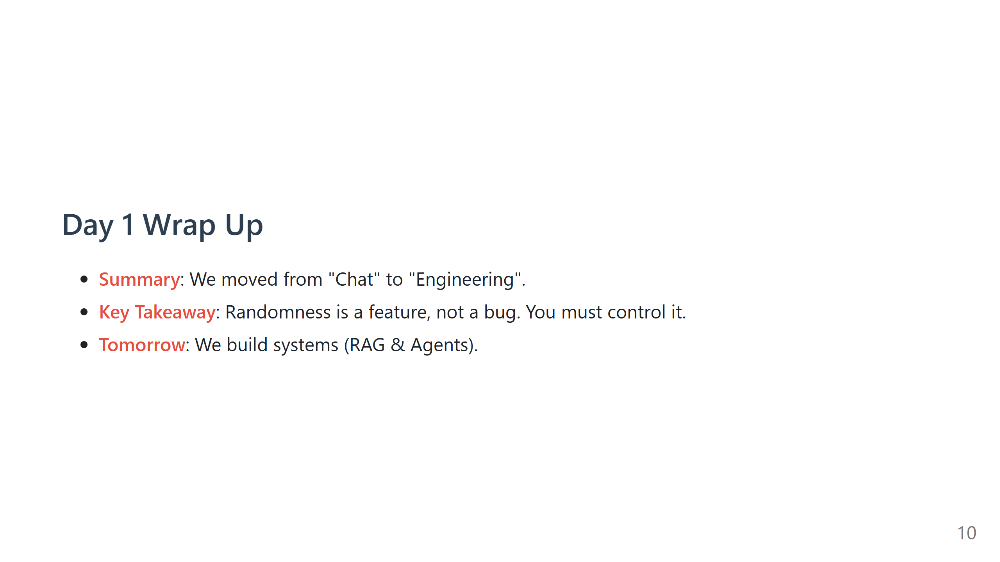 Day 1 Wrap Up
• Summary: We moved from "Chat" to "Engineering".
• Key Takeaway: Randomness is a feature, not a bug. You must control it.
• Tomorrow: We build systems (RAG & Agents).
10